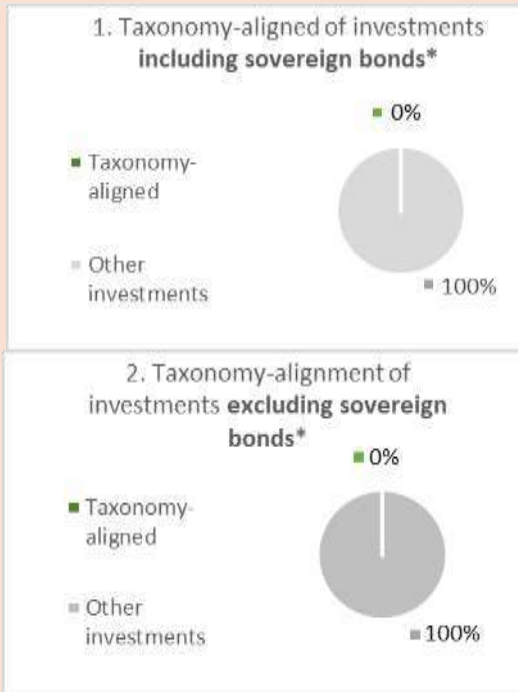 1. Taxonomy-aligned of investments
including sovereign bonds*
0%
Taxonomy-
aligned
Other
investments
100%
2. Taxonomy-alignment of
investments excluding sovereign
bonds*
0%
Taxonomy-
aligned
Other
investments
100%